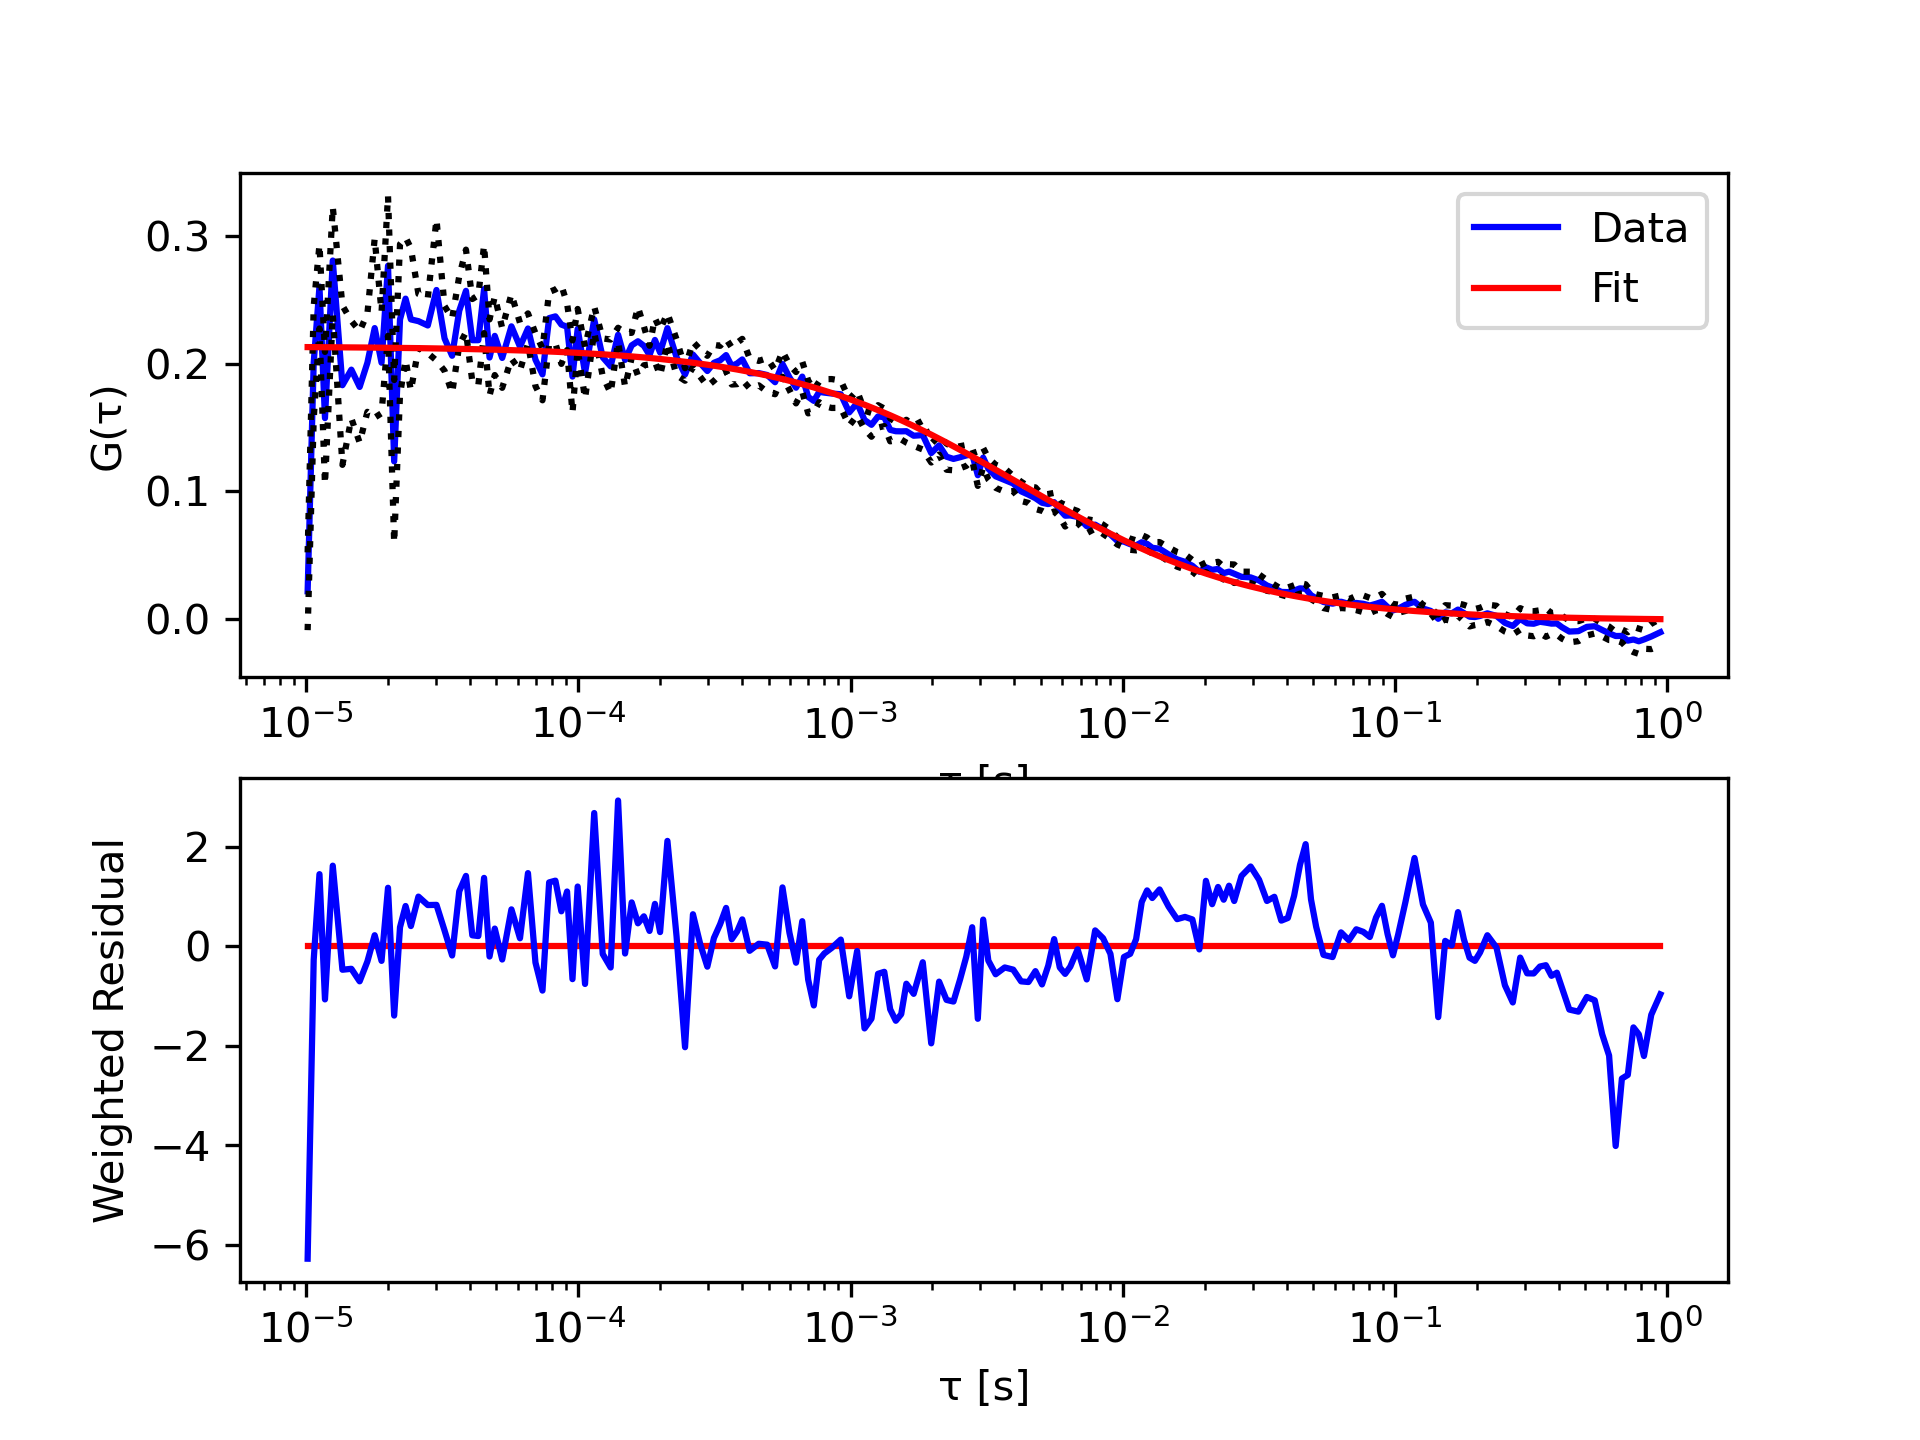 G(τ)
0.3
0.2
0.1
0.0
Data
Fit
10⁻⁵ 10⁻⁴ 10⁻³ 10⁻² 10⁻¹ 10⁰
τ [s]
Weighted Residual
2
0
−2
−4
−6
10⁻⁵ 10⁻⁴ 10⁻³ 10⁻² 10⁻¹ 10⁰
τ [s]